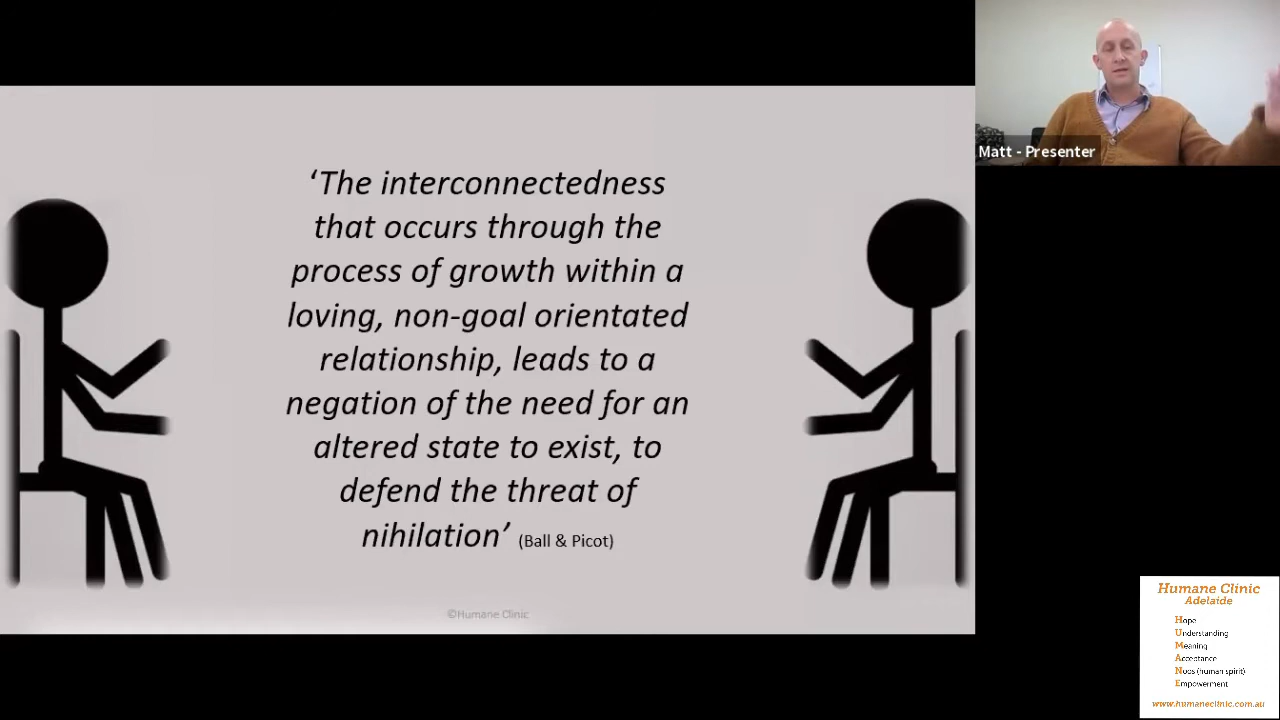 Matt - Presenter
‘The interconnectedness
that occurs through the
process of growth within a
loving, non-goal orientated
relationship, leads to a
negation of the need for an
altered state to exist, to
defend the threat of
nihilation’ (Ball & Picot)
©Humane Clinic
Humane Clinic
Adelaide
Hope
Understanding
Meaning
Acceptance
Nuos (human spirit)
Empowerment
www.humaneclinic.com.au